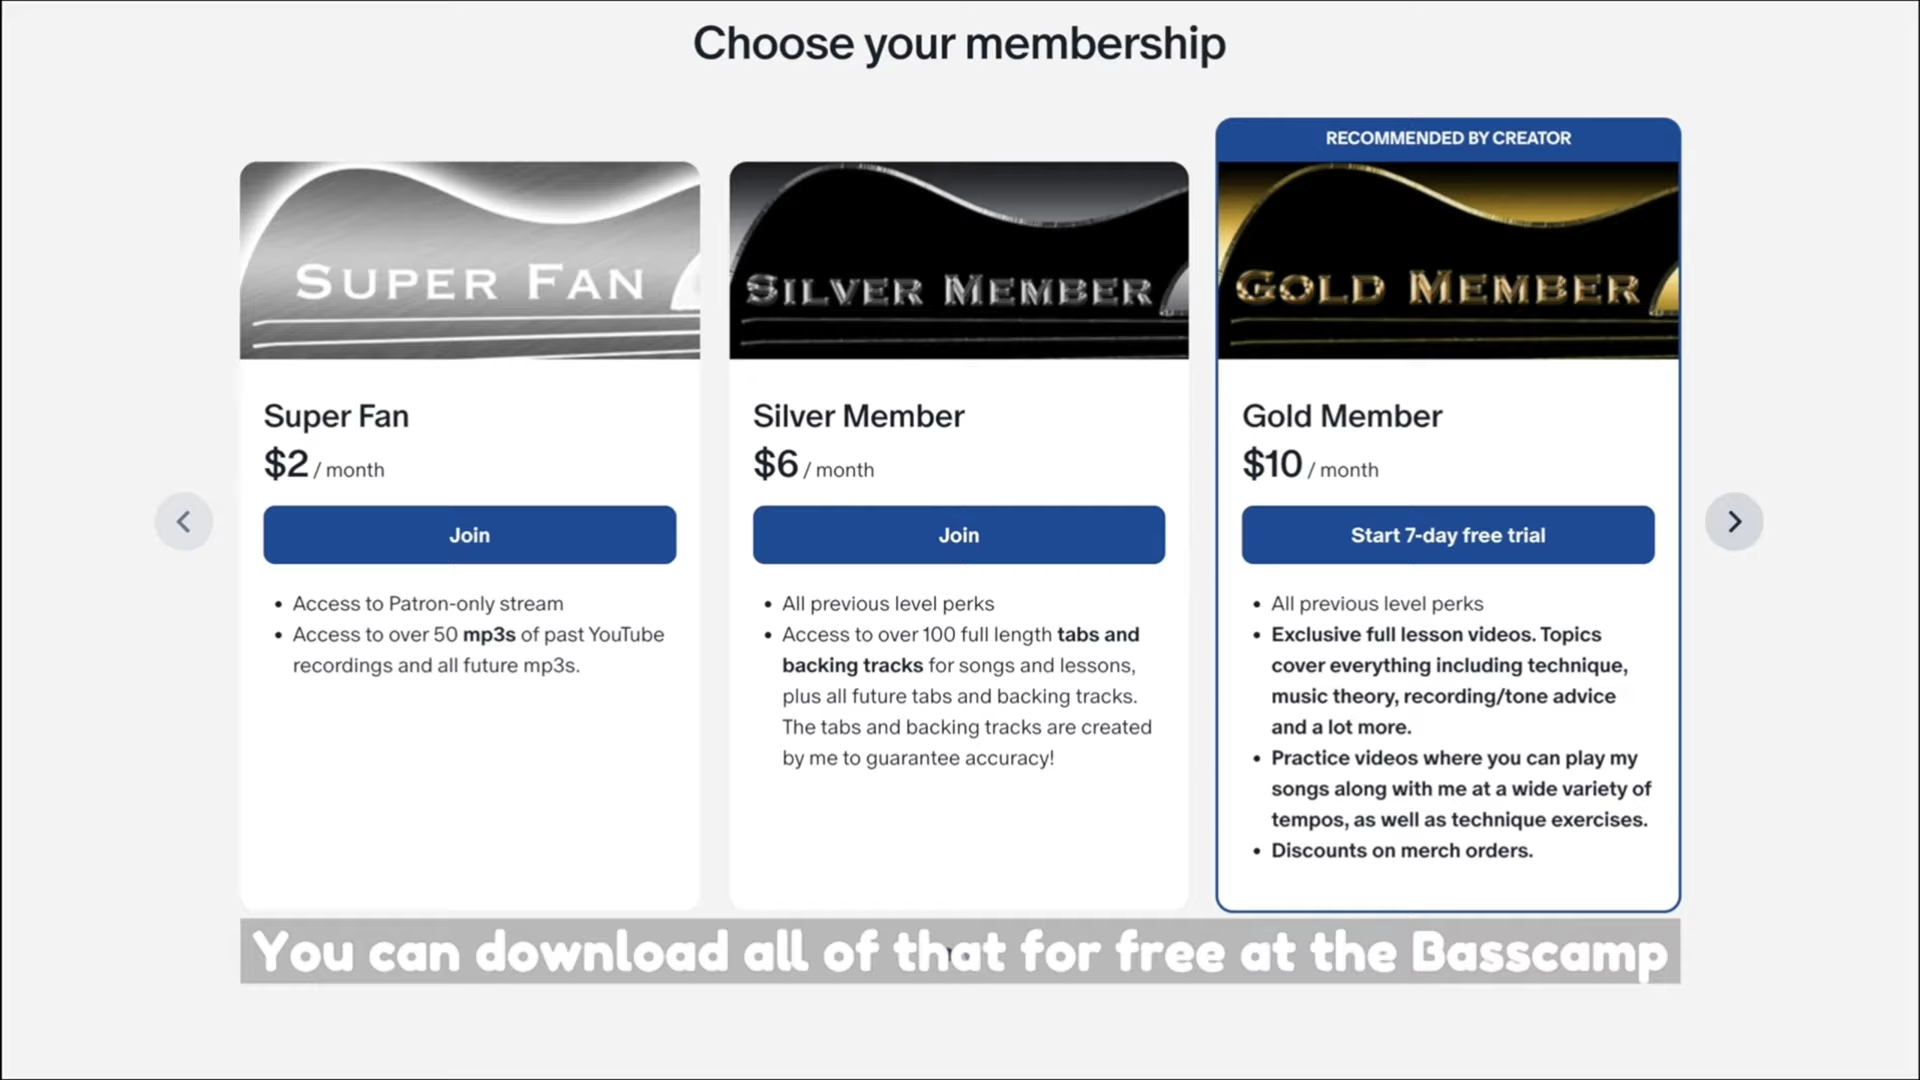 Choose your membership
SUPER FAN
Super Fan
$2 / month
Join
• Access to Patron-only stream
• Access to over 50 mp3s of past YouTube
recordings and all future mp3s.
SILVER MEMBER
Silver Member
$6 / month
Join
• All previous level perks
• Access to over 100 full length tabs and
backing tracks for songs and lessons,
plus all future tabs and backing tracks.
The tabs and backing tracks are created
by me to guarantee accuracy!
RECOMMENDED BY CREATOR
GOLD MEMBER
Gold Member
$10 / month
Start 7-day free trial
• All previous level perks
• Exclusive full lesson videos. Topics
cover everything including technique,
music theory, recording/tone advice
and a lot more.
• Practice videos where you can play my
songs along with me at a wide variety of
tempos, as well as technique exercises.
• Discounts on merch orders.
You can download all of that for free at the Basscamp